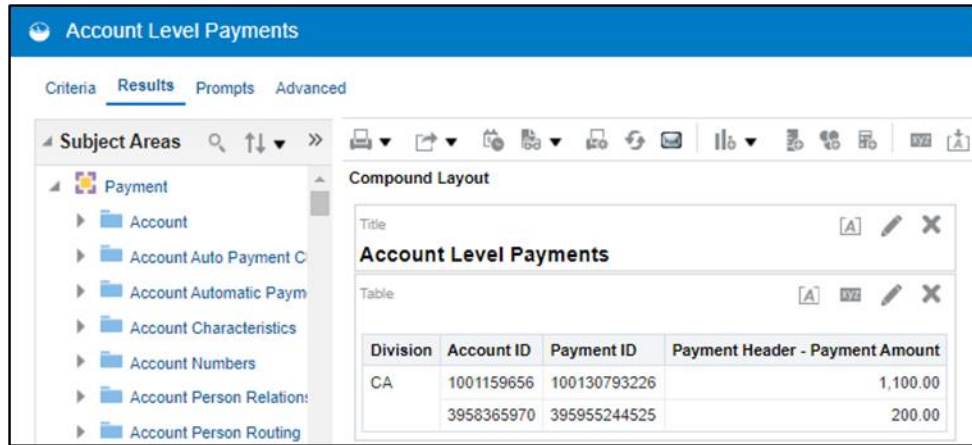 Account Level Payments
Criteria Results Prompts Advanced
Subject Areas
Payment
Account
Account Auto Payment C
Account Automatic Paym
Account Characteristics
Account Numbers
Account Person Relations
Account Person Routing
Compound Layout
Title
[A]
Account Level Payments
Table
[A] xyz
Division Account ID Payment ID Payment Header - Payment Amount
CA 1001159656 100130793226 1,100.00
3958365970 395955244525 200.00